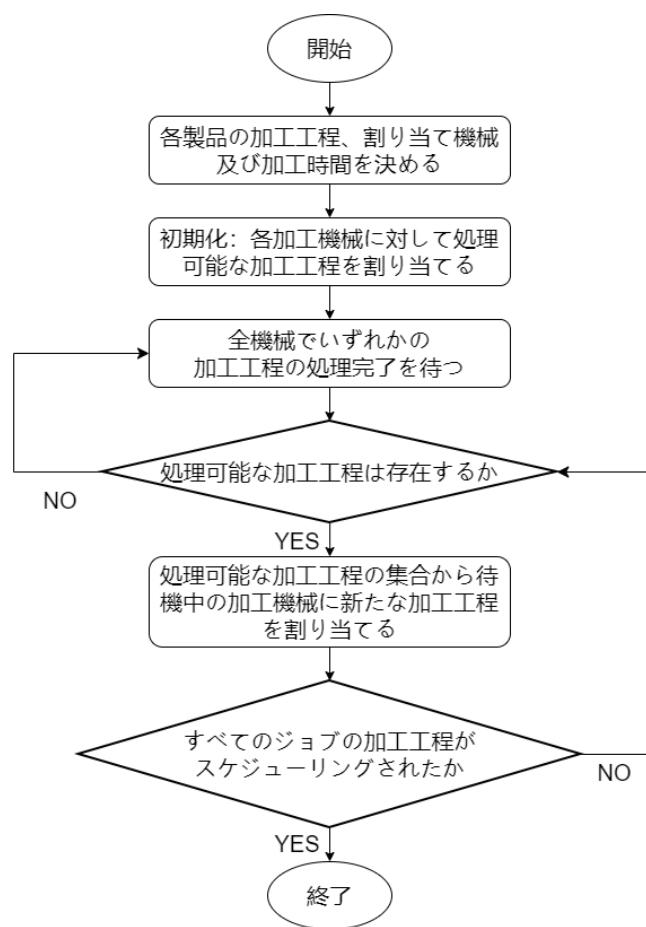 開始
各製品の加工工程、割り当て機械
及び加工時間を決める
初期化：各加工機械に対して処理
可能な加工工程を割り当てる
全機械でいずれかの
加工工程の処理完了を待つ
処理可能な加工工程は存在するか
NO
YES
処理可能な加工工程の集合から待
機中の加工機械に新たな加工工程
を割り当てる
すべてのジョブの加工工程が
スケジューリングされたか
NO
YES
終了